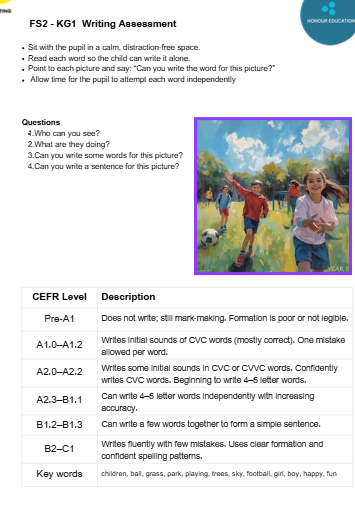 TING
HONOUR EDUCATION
FS2 - KG1 Writing Assessment
• Sit with the pupil in a calm, distraction-free space.
• Read each word so the child can write it alone.
• Point to each picture and say: “Can you write the word for this picture?”
• Allow time for the pupil to attempt each word independently
Questions
1.Who can you see?
2.What are they doing?
3.Can you write some words for this picture?
4.Can you write a sentence for this picture?
CEFR Level Description
Pre-A1 Does not write; still mark-making. Formation is poor or not legible.
A1.0–A1.2 Writes initial sounds of CVC words (mostly correct). One mistake
allowed per word.
A2.0–A2.2 Writes some initial sounds in CVC or CVVC words. Confidently
writes CVC words. Beginning to write 4–5 letter words.
A2.3–B1.1 Can write 4–5 letter words independently with increasing
accuracy.
B1.2–B1.3 Can write a few words together to form a simple sentence.
B2–C1 Writes fluently with few mistakes. Uses clear formation and
confident spelling patterns.
Key words children, ball, grass, park, playing, trees, sky, football, girl, boy, happy, fun